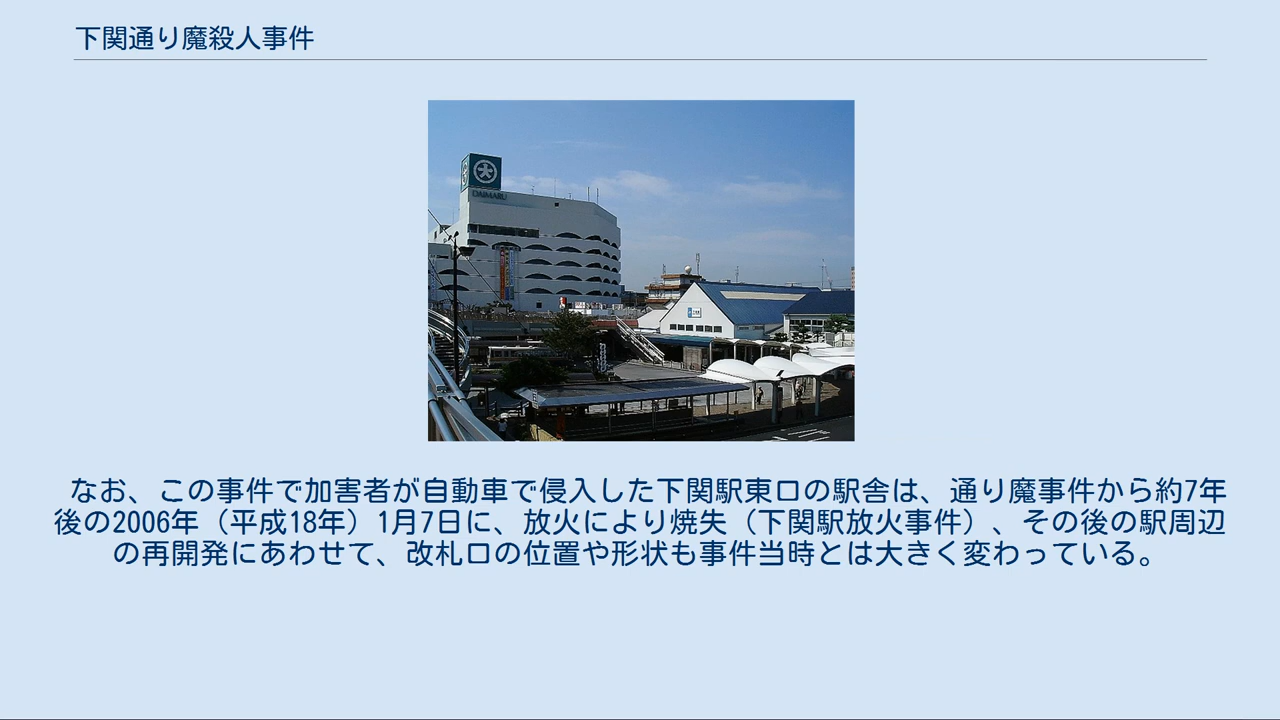 下関通り魔殺人事件
大
DAIMARU
なお、この事件で加害者が自動車で侵入した下関駅東口の駅舎は、通り魔事件から約7年
後の2006年（平成18年）1月7日に、放火により焼失（下関駅放火事件）、その後の駅周辺
の再開発にあわせて、改札口の位置や形状も事件当時とは大きく変わっている。